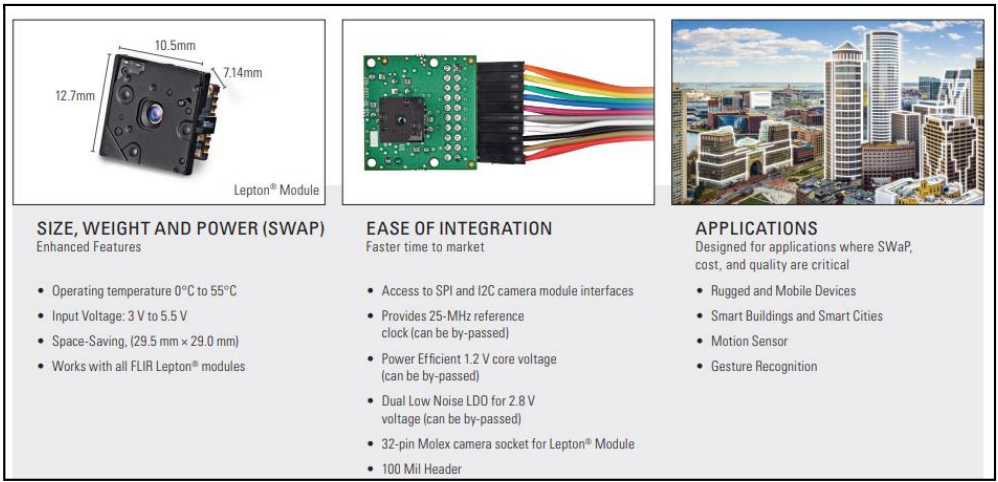 10.5mm
7.14mm
12.7mm
Lepton® Module
SIZE, WEIGHT AND POWER (SWAP)
Enhanced Features
• Operating temperature 0°C to 55°C
• Input Voltage: 3 V to 5.5 V
• Space-Saving, (29.5 mm × 29.0 mm)
• Works with all FLIR Lepton® modules
EASE OF INTEGRATION
Faster time to market
• Access to SPI and I2C camera module interfaces
• Provides 25-MHz reference
clock (can be by-passed)
• Power Efficient 1.2 V core voltage
(can be by-passed)
• Dual Low Noise LDO for 2.8 V
voltage (can be by-passed)
• 32-pin Molex camera socket for Lepton® Module
• 100 Mil Header
APPLICATIONS
Designed for applications where SWaP,
cost, and quality are critical
• Rugged and Mobile Devices
• Smart Buildings and Smart Cities
• Motion Sensor
• Gesture Recognition